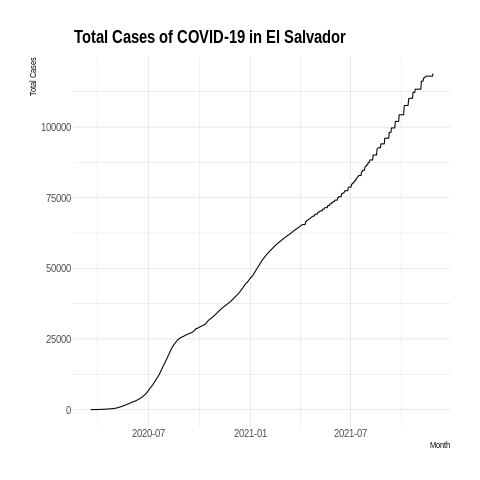 Total Cases of COVID-19 in El Salvador
Total Cases
100000
75000
50000
25000
0
2020-07 2021-01 2021-07
Month